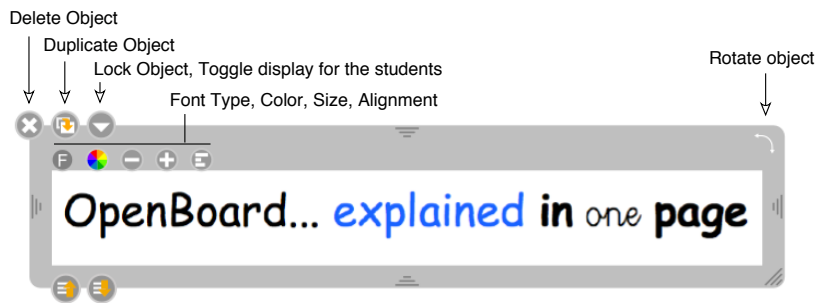 Delete Object
Duplicate Object
Lock Object, Toggle display for the students
Rotate object
Font Type, Color, Size, Alignment
F
OpenBoard... explained in one page